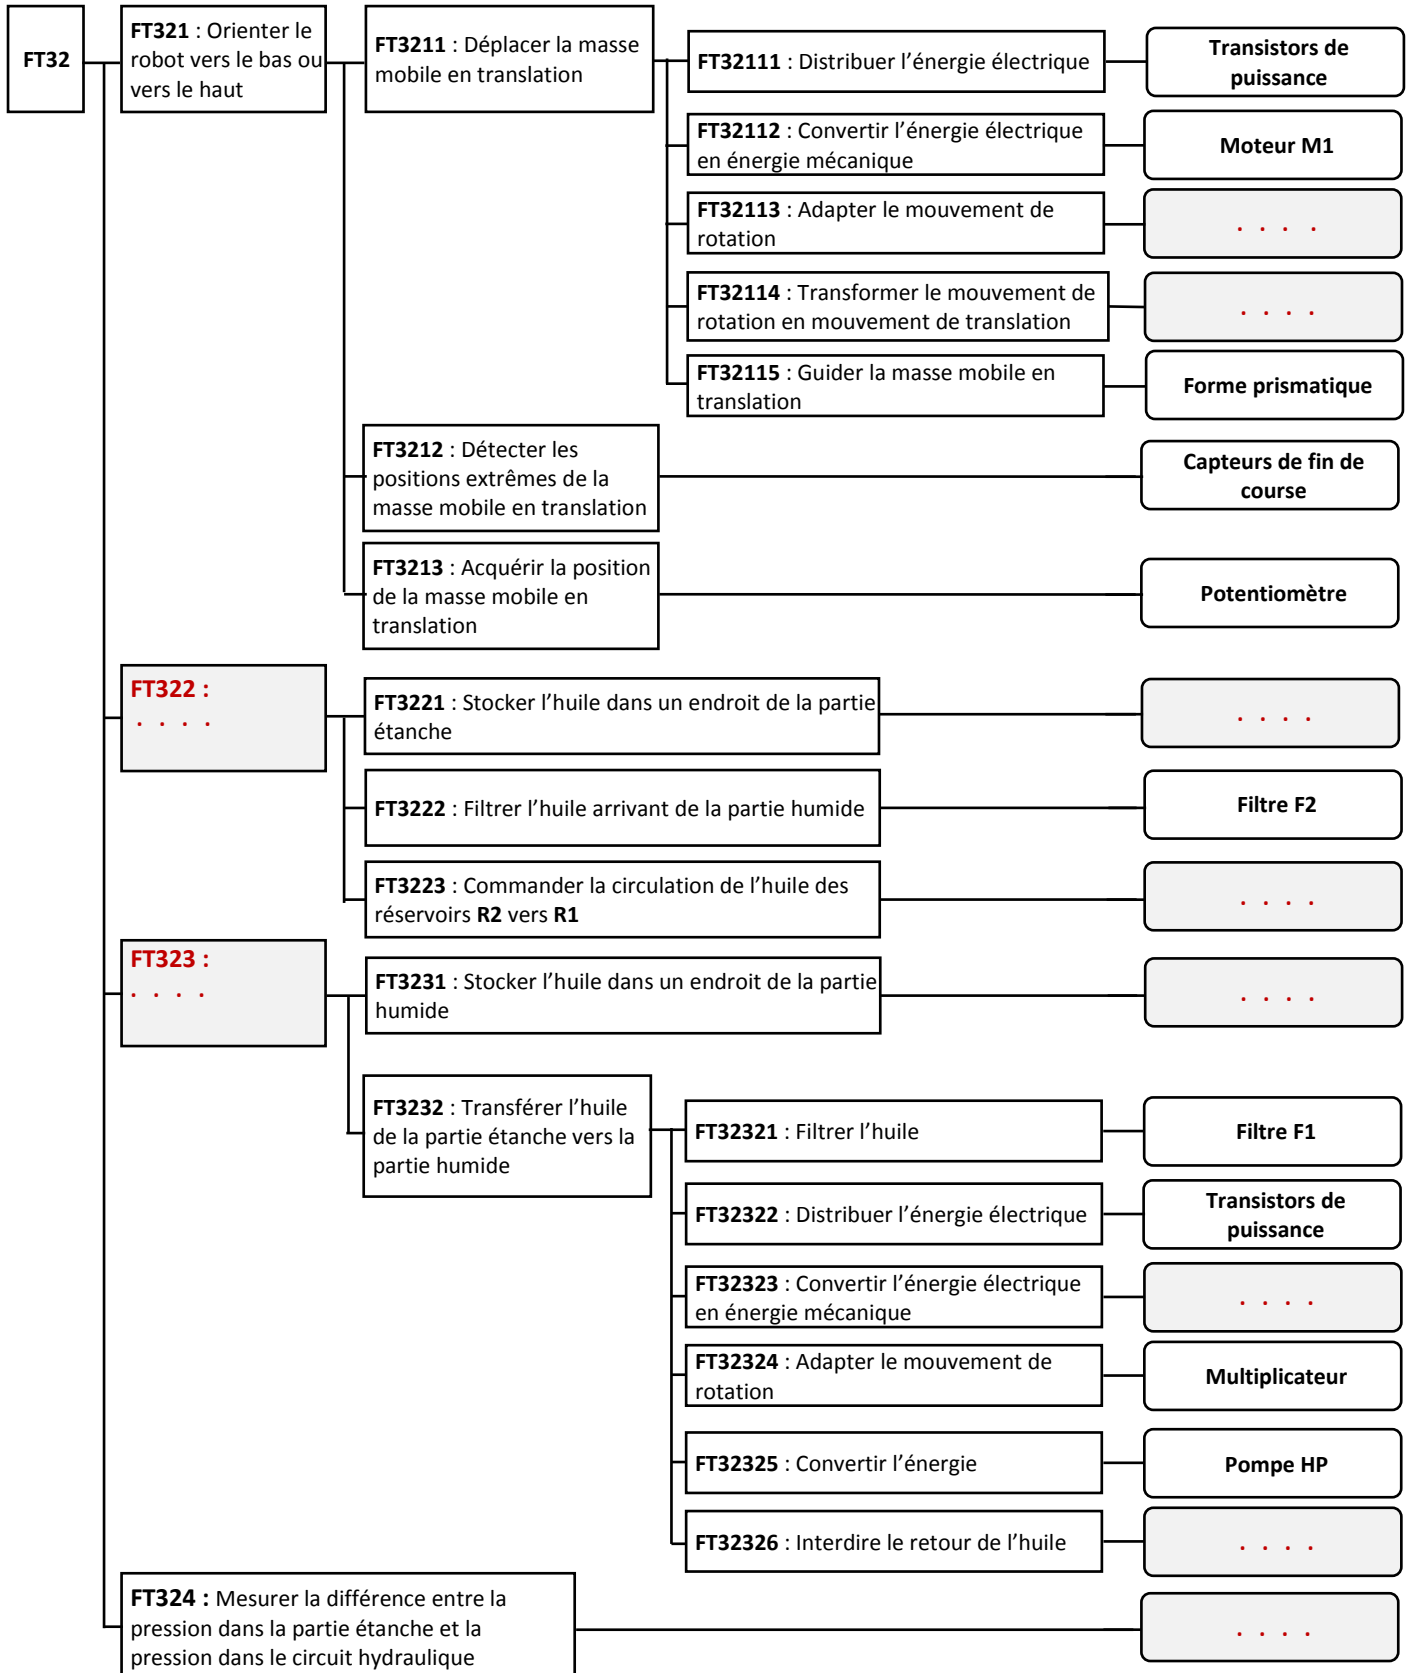 FT32
FT321 : Orienter le
robot vers le bas ou
vers le haut
FT3211 : Déplacer la masse
mobile en translation
FT32111 : Distribuer l’énergie électrique
Transistors de
puissance
FT32112 : Convertir l’énergie électrique
en énergie mécanique
Moteur M1
FT32113 : Adapter le mouvement de
rotation
. . . .
FT32114 : Transformer le mouvement de
rotation en mouvement de translation
. . . .
FT32115 : Guider la masse mobile en
translation
Forme prismatique
FT3212 : Détecter les
positions extrêmes de la
masse mobile en translation
Capteurs de fin de
course
FT3213 : Acquérir la position
de la masse mobile en
translation
Potentiomètre
FT322 :
. . . .
FT3221 : Stocker l’huile dans un endroit de la partie
étanche
. . . .
FT3222 : Filtrer l’huile arrivant de la partie humide
Filtre F2
FT3223 : Commander la circulation de l’huile des
réservoirs R2 vers R1
. . . .
FT323 :
. . . .
FT3231 : Stocker l’huile dans un endroit de la partie
humide
. . . .
FT3232 : Transférer l’huile
de la partie étanche vers la
partie humide
FT32321 : Filtrer l’huile
Filtre F1
FT32322 : Distribuer l’énergie électrique
Transistors de
puissance
FT32323 : Convertir l’énergie électrique
en énergie mécanique
. . . .
FT32324 : Adapter le mouvement de
rotation
Multiplicateur
FT32325 : Convertir l’énergie
Pompe HP
FT32326 : Interdire le retour de l’huile
. . . .
FT324 : Mesurer la différence entre la
pression dans la partie étanche et la
pression dans le circuit hydraulique
. . . .